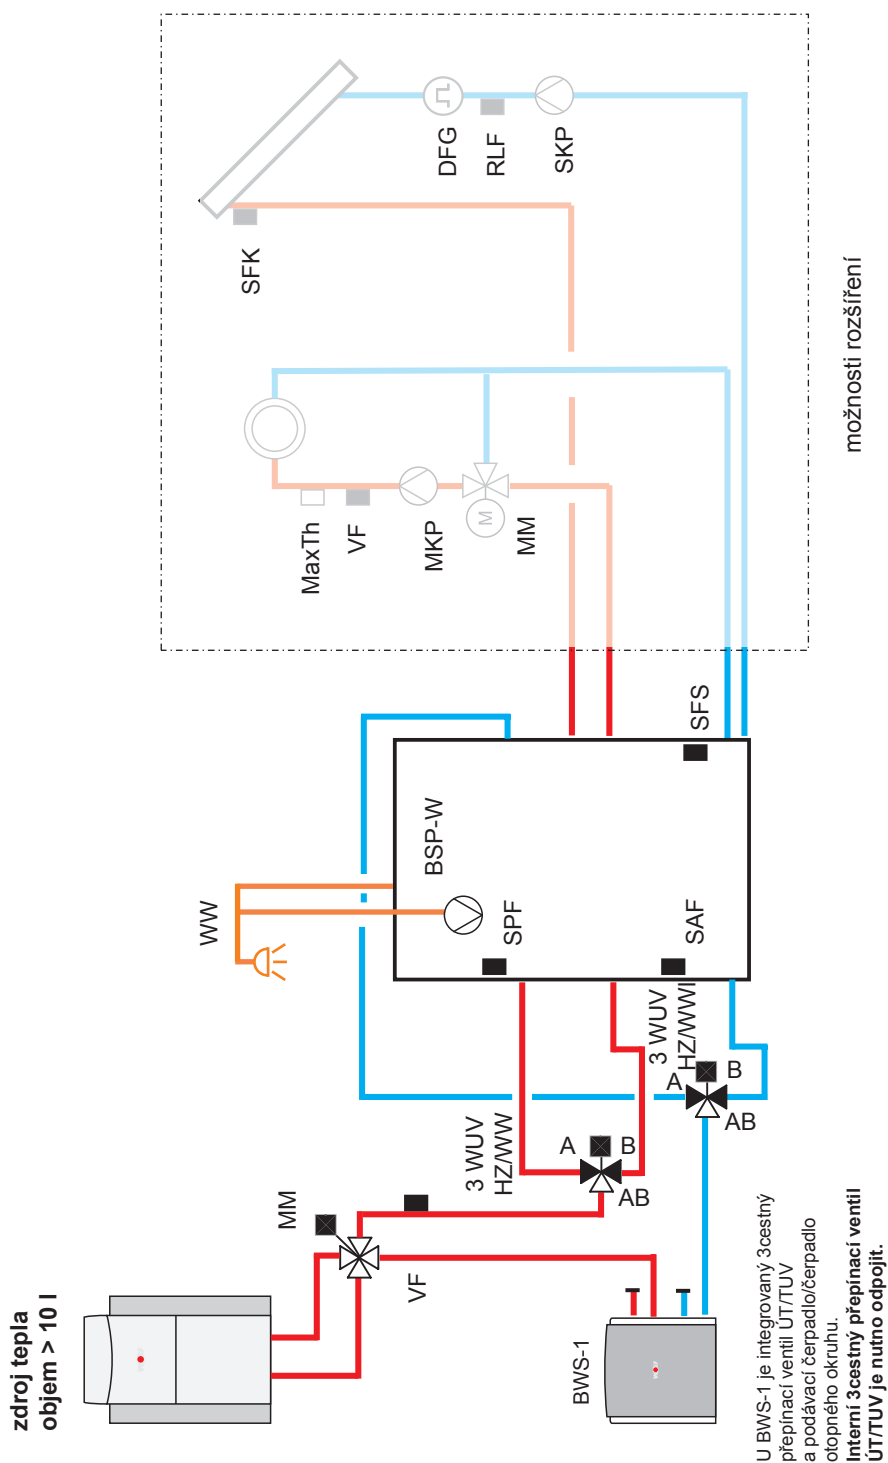 zdroj tepla
objem > 10 l
MM
VF
BWS-1
U BWS-1 je integrovaný 3cestný
přepínací ventil ÚT/TUV
a podávací čerpadlo/čerpadlo
otopného okruhu.
Interní 3cestný přepínací ventil
ÚT/TUV je nutno odpojit.
3 WUV
HZ/WW
A
B
AB
3 WUV
HZ/WWI
A
B
AB
WW
BSP-W
SPF
SAF
SFS
MaxTh
VF
MKP
M
MM
SFK
DFG
RLF
SKP
možnosti rozšíření